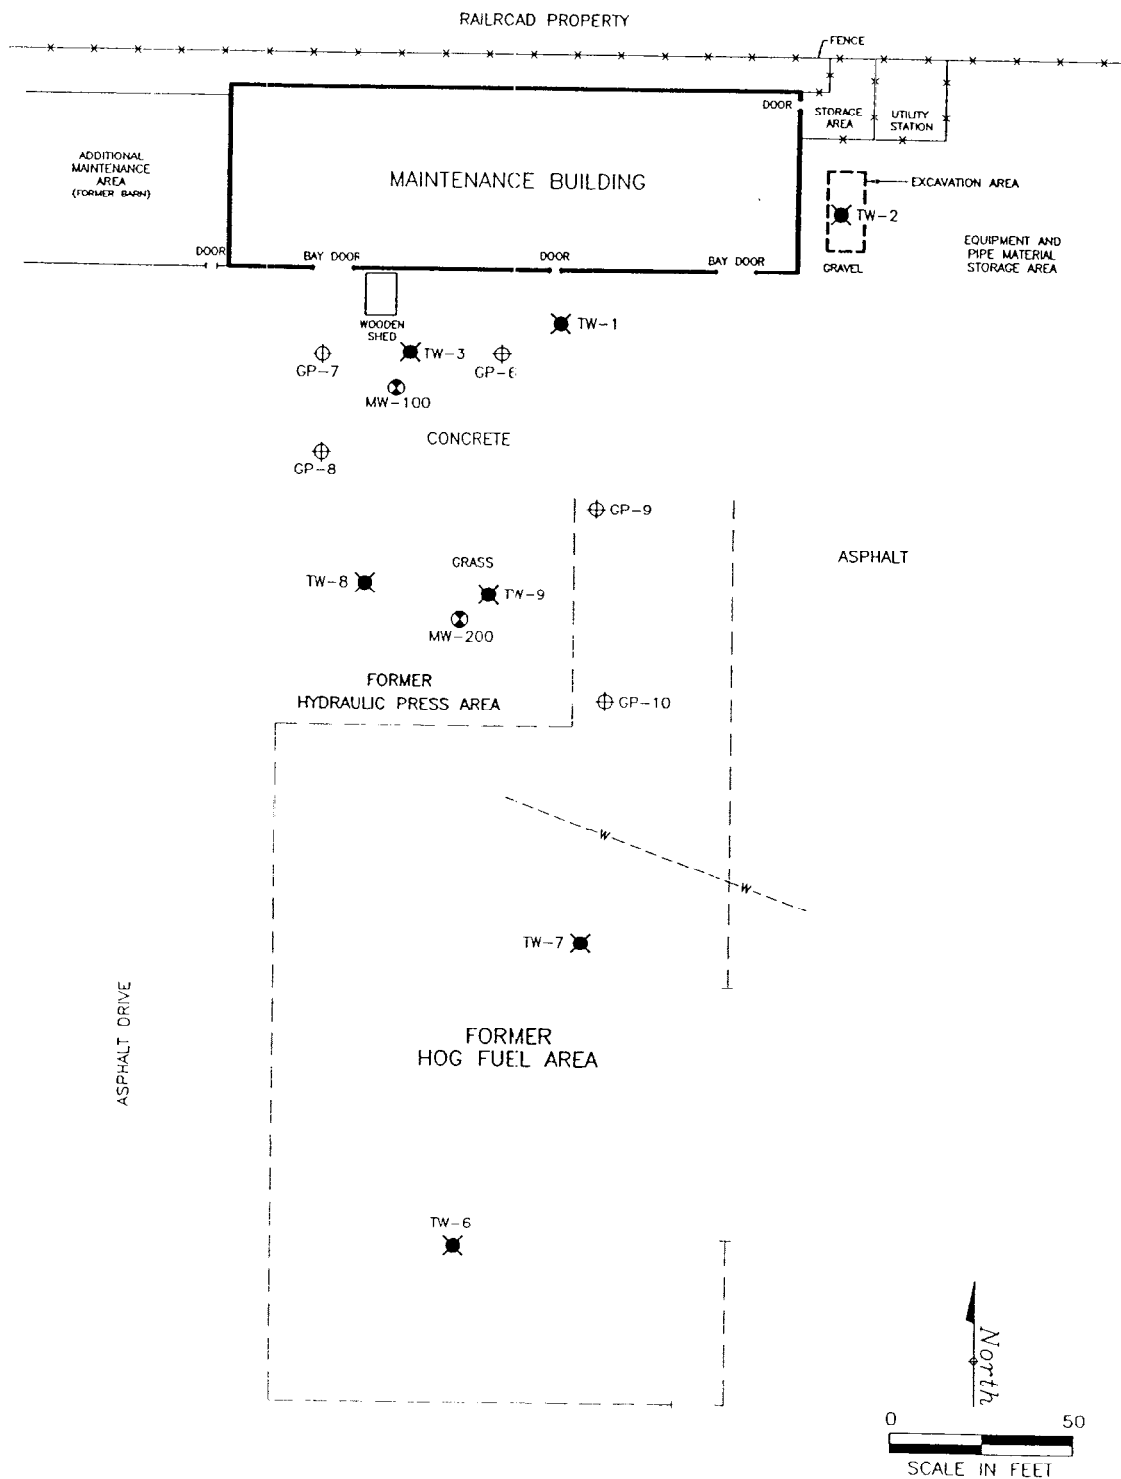 RAILRCAD PROPERTY
FENCE
DOOR
STORAGE
AREA
UTILITY
STATION
ADDITIONAL
MAINTENANCE
AREA
(FORMER BARN)
MAINTENANCE BUILDING
EXCAVATION AREA
TW-2
EQUIPMENT AND
PIPE MATERIAL
STORAGE AREA
DOOR
BAY DOOR
DOOR
BAY DOOR
GRAVEL
WOODEN
SHED
TW-1
TW-3
GP-7
GP-6
MW-100
CONCRETE
GP-8
GP-9
ASPHALT
GRASS
TW-8
TW-9
MW-200
FORMER
HYDRAULIC PRESS AREA
GP-10
W
W
TW-7
ASPHALT DRIVE
FORMER
HOG FUEL AREA
TW-6
North
0 50
SCALE IN FEET